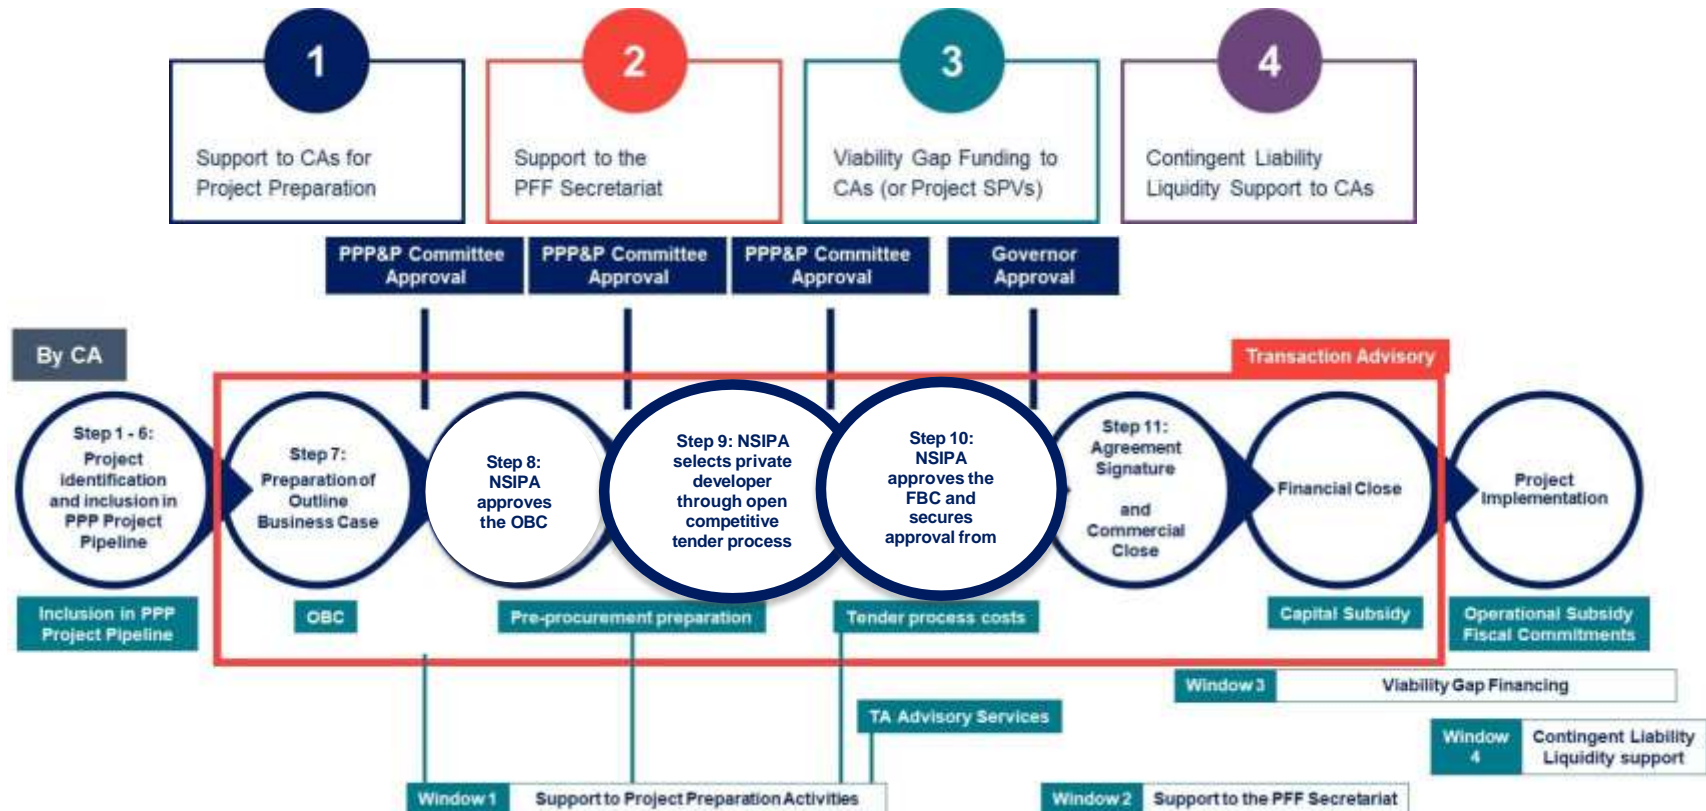 1
2
3
4
Support to CAs for
Project Preparation
Support to the
PFF Secretariat
Viability Gap Funding to
CAs (or Project SPVs)
Contingent Liability
Liquidity Support to CAs
PPP&P Committee
Approval
PPP&P Committee
Approval
PPP&P Committee
Approval
Governor
Approval
By CA
Transaction Advisory
Step 1 - 6:
Project
identification
and inclusion in
PPP Project
Pipeline
Step 7:
Preparation of
Outline
Business Case
Step 8:
NSIPA
approves
the OBC
Step 9: NSIPA
selects private
developer
through open
competitive
tender process
Step 10:
NSIPA
approves the
FBC and
secures
approval from
Step 11:
Agreement
Signature
and
Commercial
Close
Financial Close
Project
Implementation
Inclusion in PPP
Project Pipeline
OBC
Pre-procurement preparation
Tender process costs
Capital Subsidy
Operational Subsidy
Fiscal Commitments
Window 3 Viability Gap Financing
TA Advisory Services
Window
4
Contingent Liability
Liquidity support
Window 1 Support to Project Preparation Activities
Window 2 Support to the PFF Secretariat